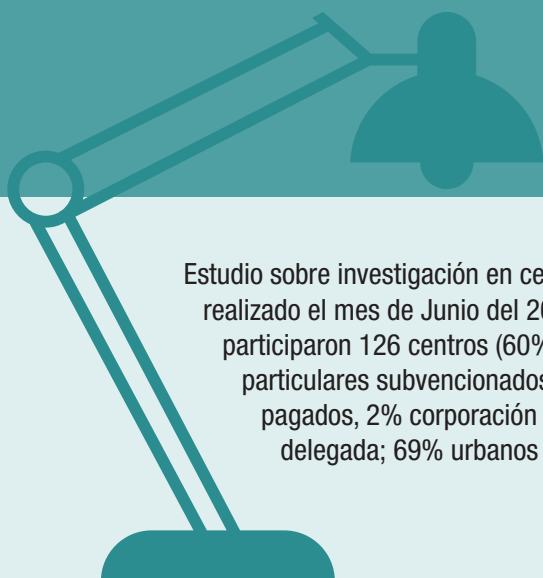 Estudio sobre investigación en ce
realizado el mes de Junio del 20
participaron 126 centros (60%
particulares subvencionados
pagados, 2% corporación
delegada; 69% urbanos